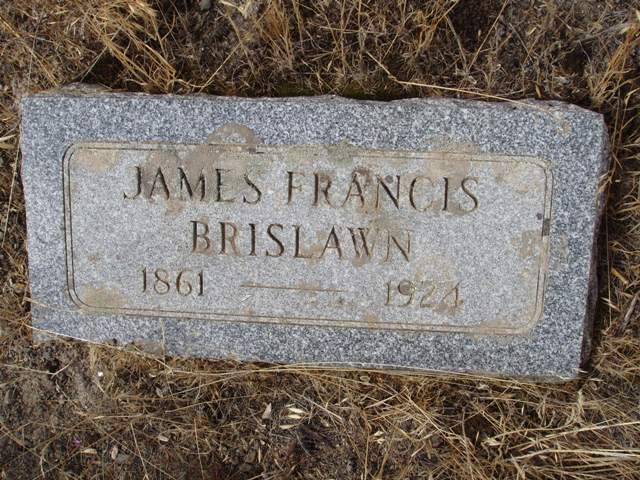 JAMES FRANCIS
BRISLAWN
1861 — 1924